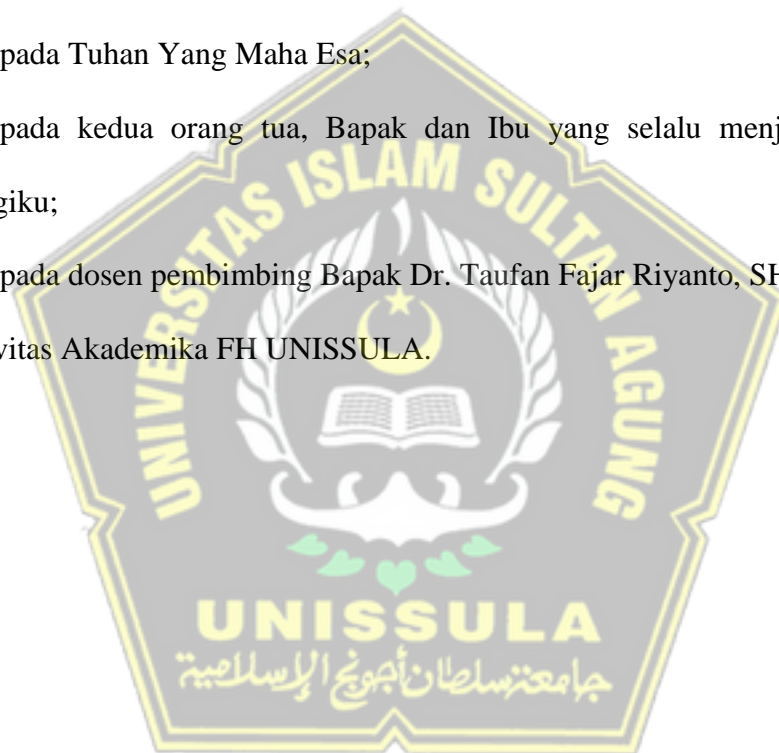 pada Tuhan Yang Maha Esa;
pada kedua orang tua, Bapak dan Ibu yang selalu menj
giku;
pada dosen pembimbing Bapak Dr. Taufan Fajar Riyanto, SH
vitas Akademika FH UNISSULA.
UNIVERSITAS ISLAM SULTAN AGUNG
UNISSULA
جامعة سلطان أجونج الإسلامية